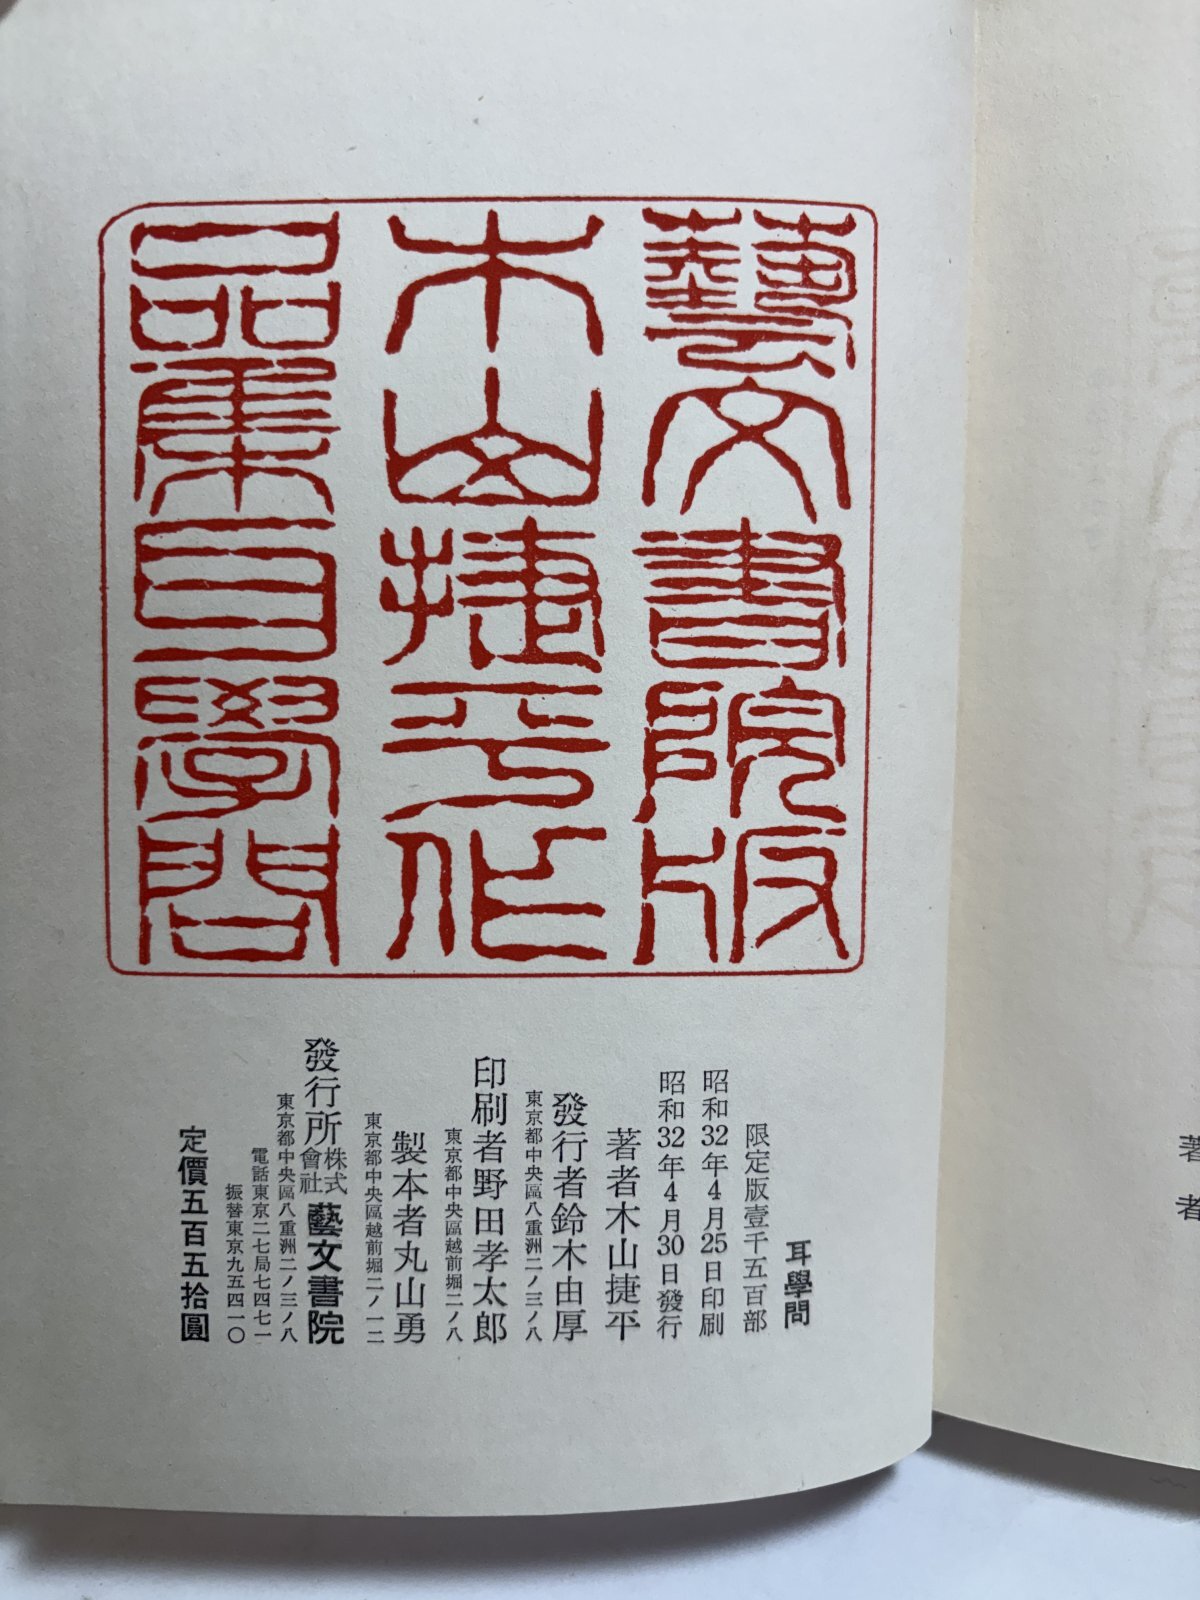 著者
藝文書院版
木山捷平作
品集耳學問
耳學問
限定版壹千五百部
昭和32年4月25日印刷
昭和32年4月30日發行
著者木山捷平
發行者鈴木由厚
東京都中央區八重洲二ノ三ノ八
印刷者野田孝太郎
東京都中央區越前堀二ノ八
製本者丸山勇
東京都中央區越前堀二ノ一二
發行所株式會社藝文書院
東京都中央區八重洲二ノ三ノ八
電話東京二七局七四七一
振替東京九五四一〇
定價五百五拾圓